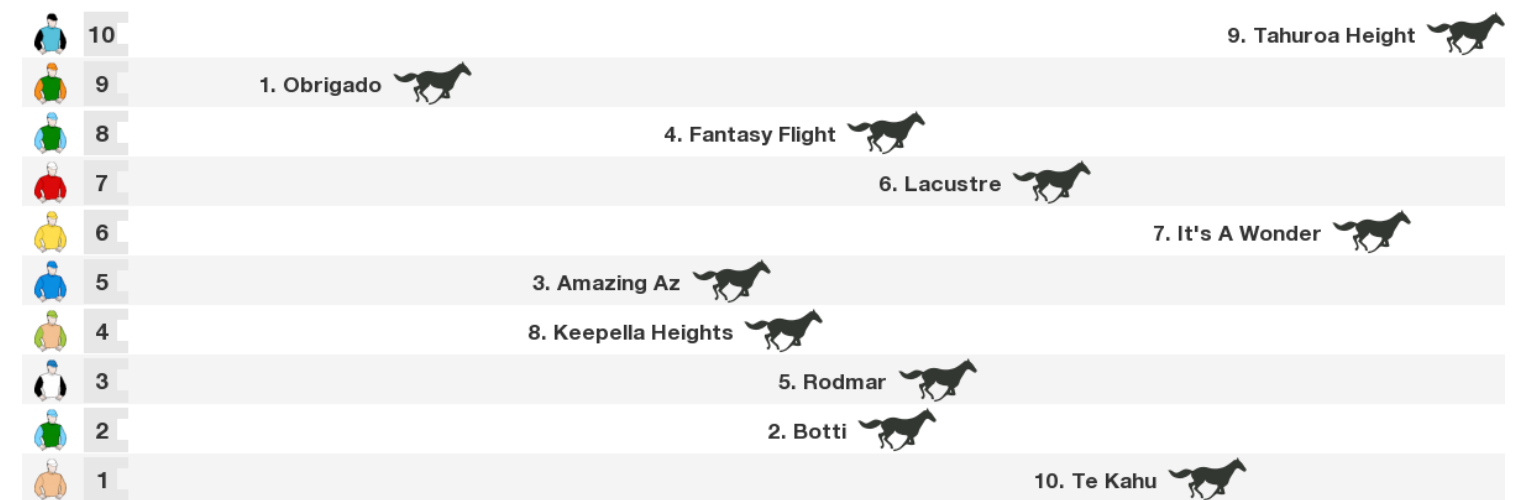 10 9. Tahuroa Height
9 1. Obrigado
8 4. Fantasy Flight
7 6. Lacustre
6 7. It's A Wonder
5 3. Amazing Az
4 8. Keepella Heights
3 5. Rodmar
2 2. Botti
1 10. Te Kahu